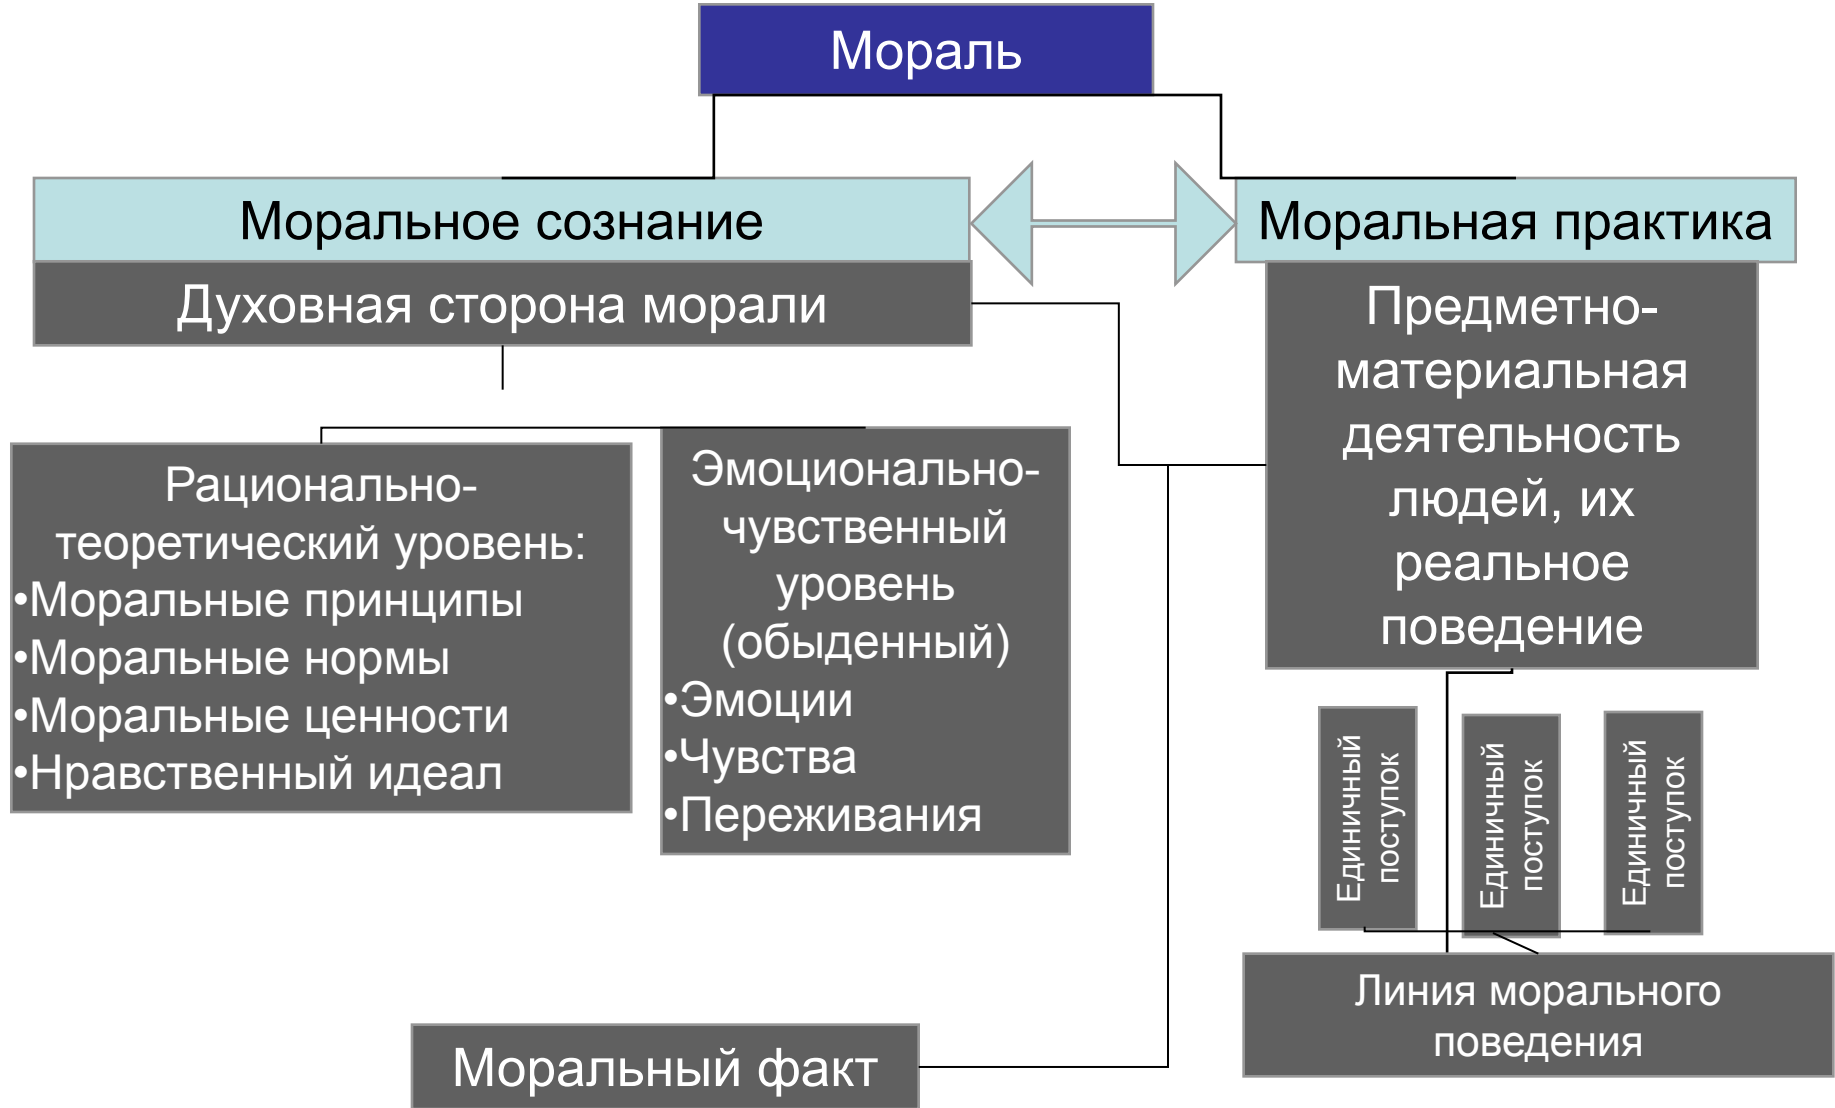 Мораль
Моральное сознание
Моральная практика
Духовная сторона морали
Предметно-
материальная
деятельность
людей, их
реальное
поведение
Рационально-
теоретический уровень:
•Моральные принципы
•Моральные нормы
•Моральные ценности
•Нравственный идеал
Эмоционально-
чувственный
уровень
(обыденный)
•Эмоции
•Чувства
•Переживания
Единичный
поступок
Единичный
поступок
Единичный
поступок
Линия морального
поведения
Моральный факт